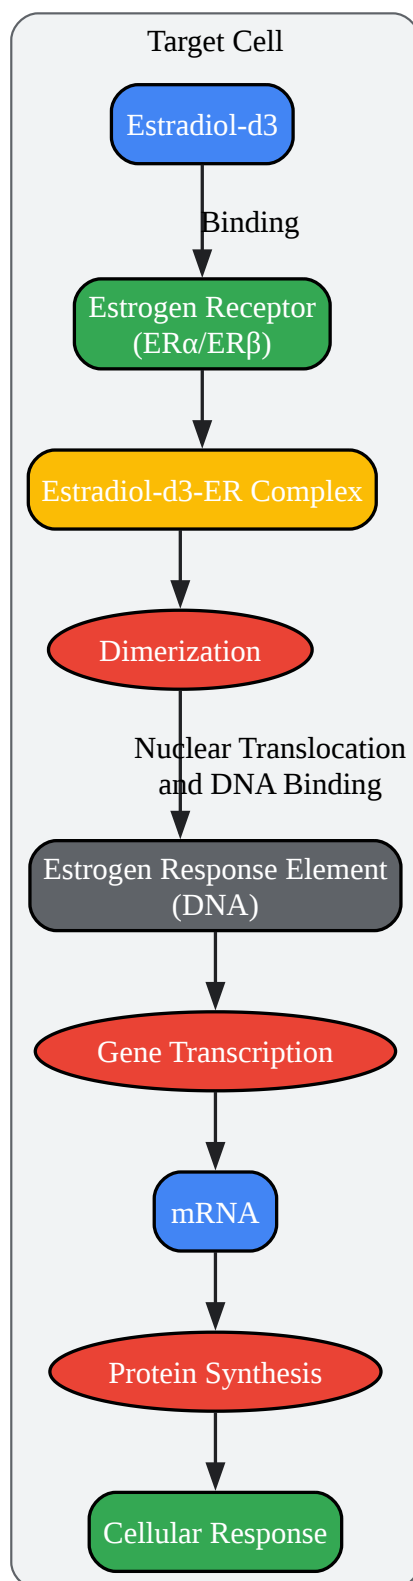 Target Cell
Estradiol-d3
Binding
Estrogen Receptor
(ERα/ERβ)
Estradiol-d3-ER Complex
Dimerization
Nuclear Translocation
and DNA Binding
Estrogen Response Element
(DNA)
Gene Transcription
mRNA
Protein Synthesis
Cellular Response